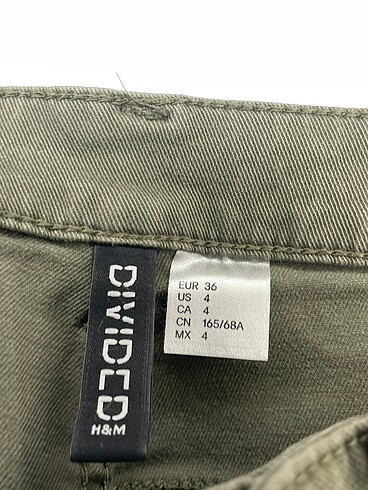 DIVIDED
H&M
EUR 36
US 4
CA 4
CN 165/68A
MX 4